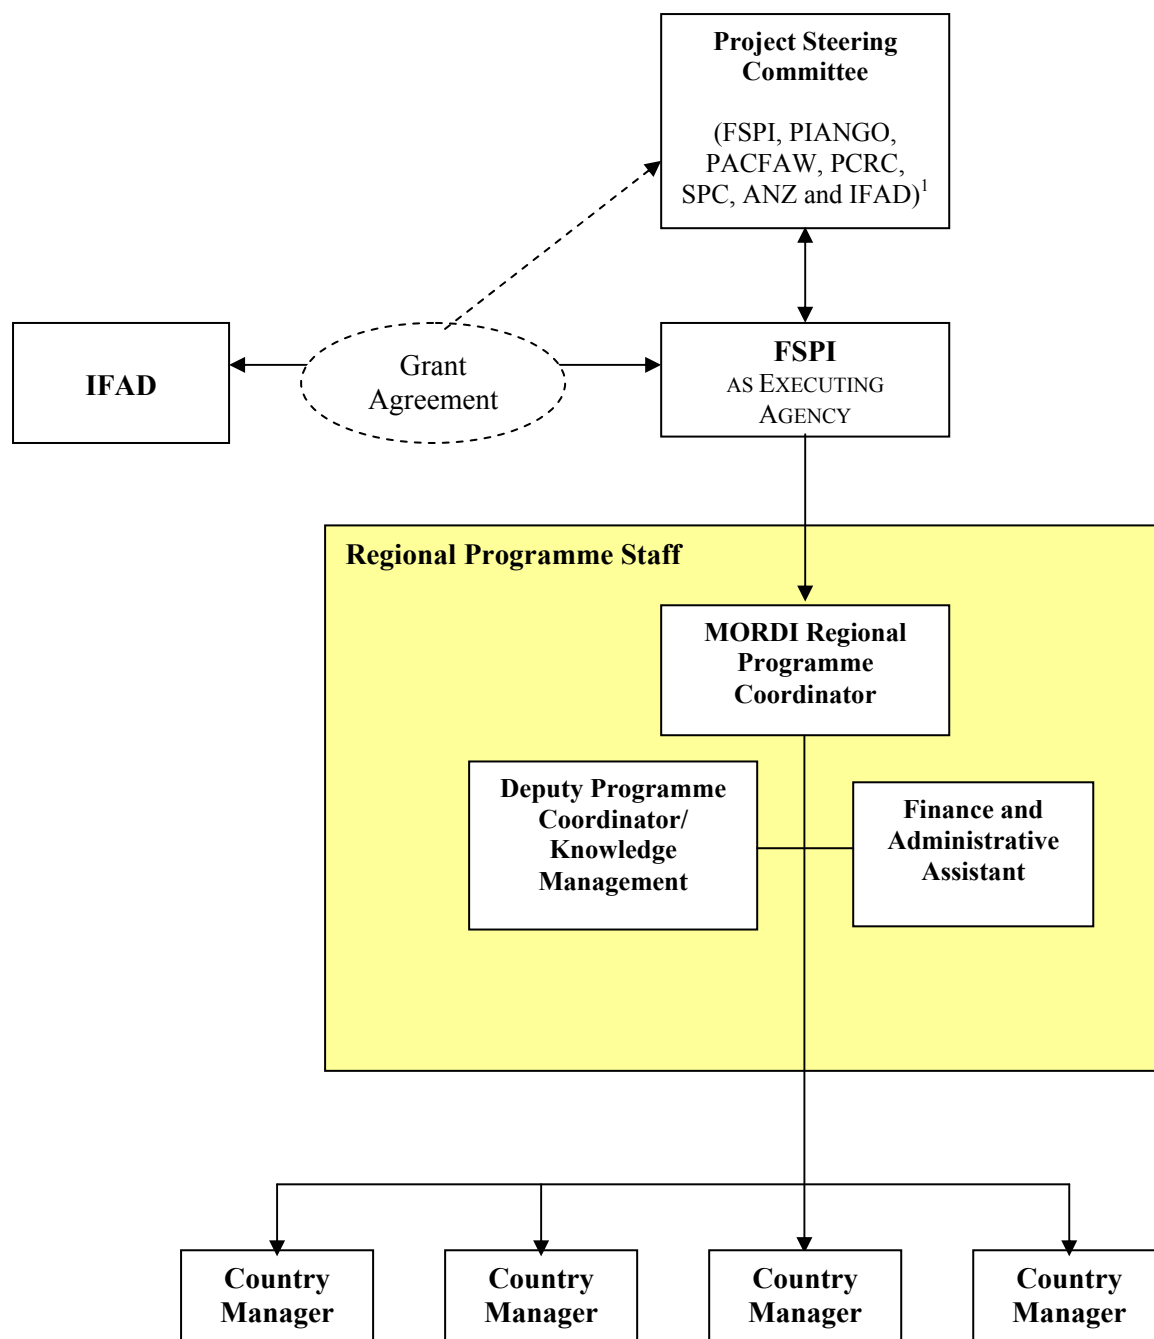 Project Steering
Committee
(FSPI, PIANGO,
PACFAW, PCRC,
SPC, ANZ and IFAD)¹
IFAD
Grant
Agreement
FSPI
AS EXECUTING
AGENCY
Regional Programme Staff
MORDI Regional
Programme
Coordinator
Deputy Programme
Coordinator/
Knowledge
Management
Finance and
Administrative
Assistant
Country
Manager
Country
Manager
Country
Manager
Country
Manager